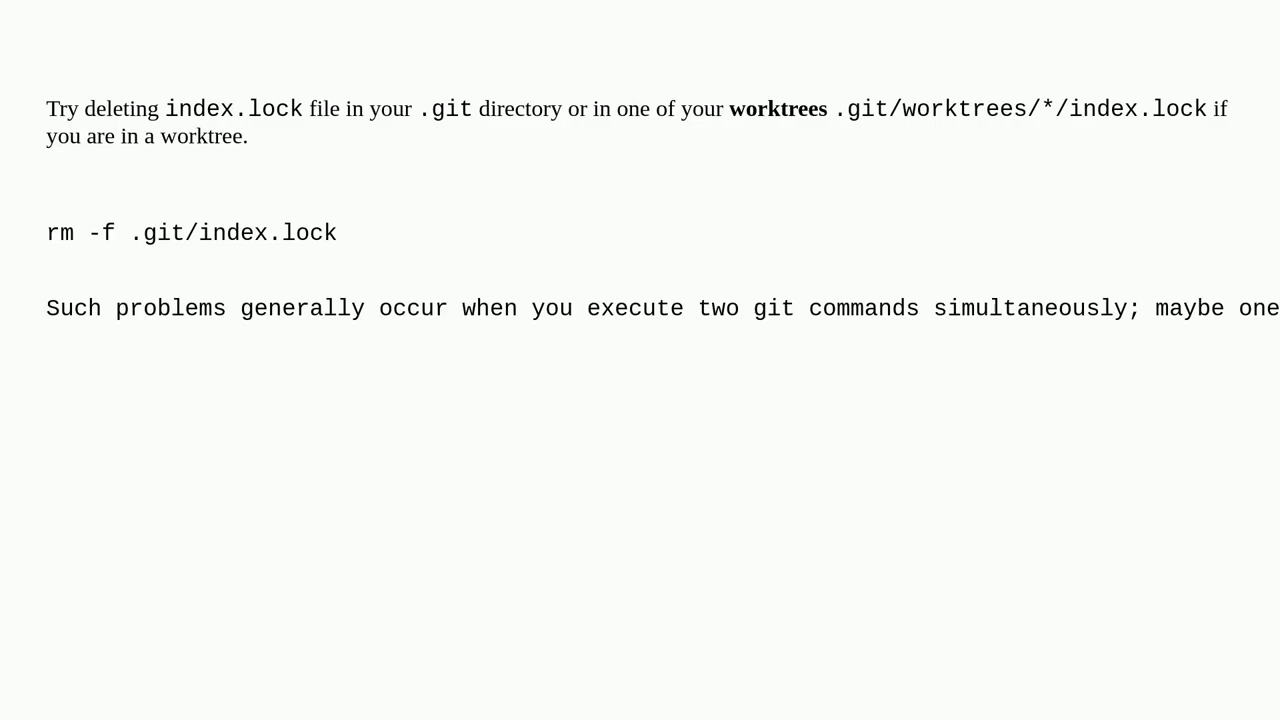 Try deleting index.lock file in your .git directory or in one of your worktrees .git/worktrees/*/index.lock if
you are in a worktree.
rm -f .git/index.lock
Such problems generally occur when you execute two git commands simultaneously; maybe one